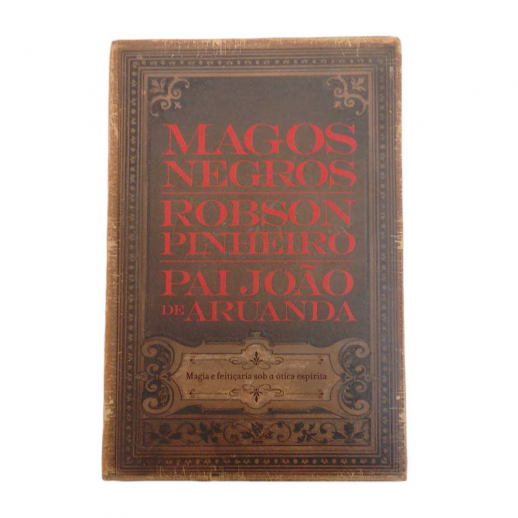 MAGOS
NEGROS
ROBSON
PINHEIRO
PAI JOÃO
DE ARUANDA
Magia e feitiçaria sob a ótica espírita